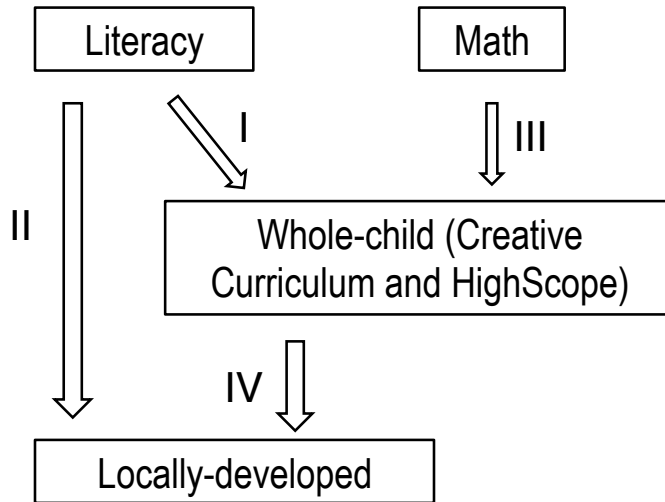 Literacy
Math
I
III
II
Whole-child (Creative
Curriculum and HighScope)
IV
Locally-developed